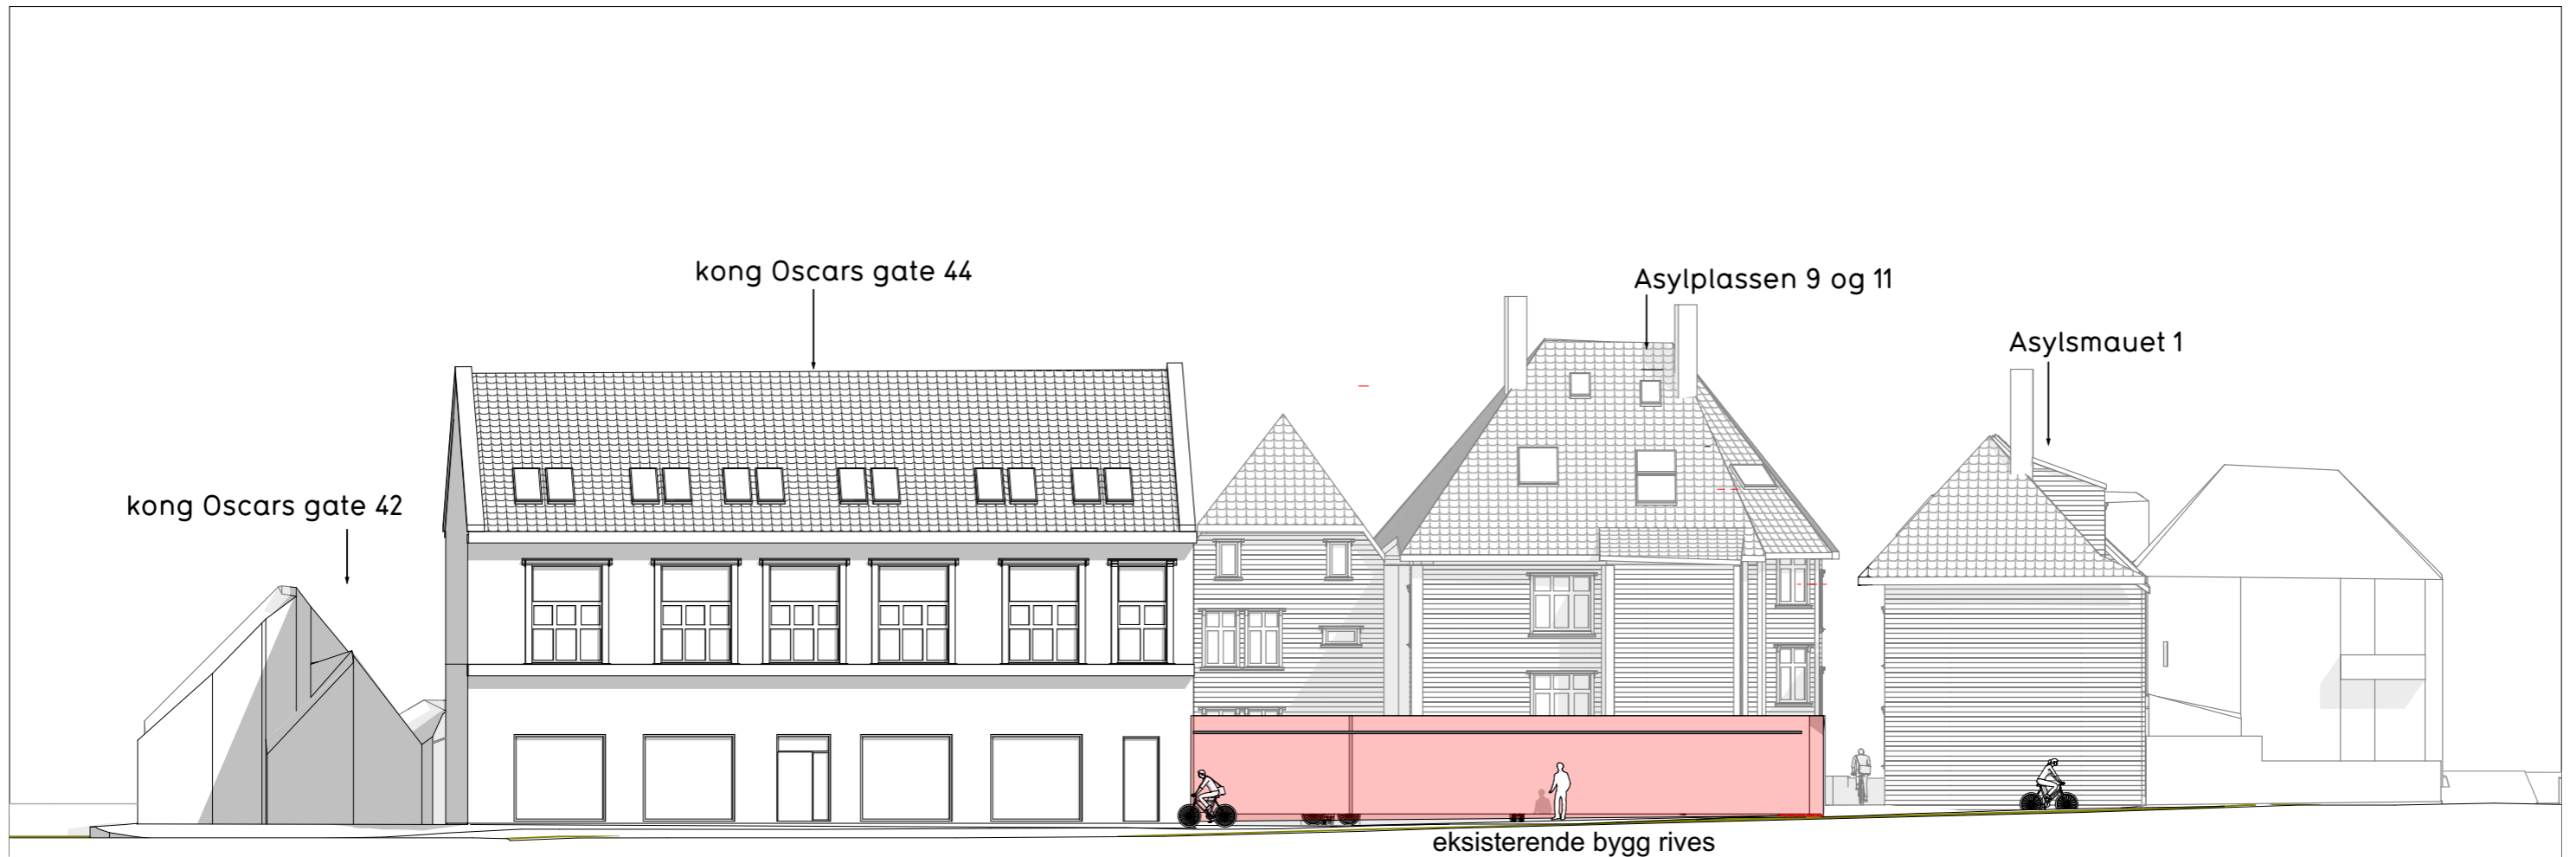 kong Oscars gate 44
Asylplassen 9 og 11
Asylsmauet 1
kong Oscars gate 42
eksisterende bygg rives